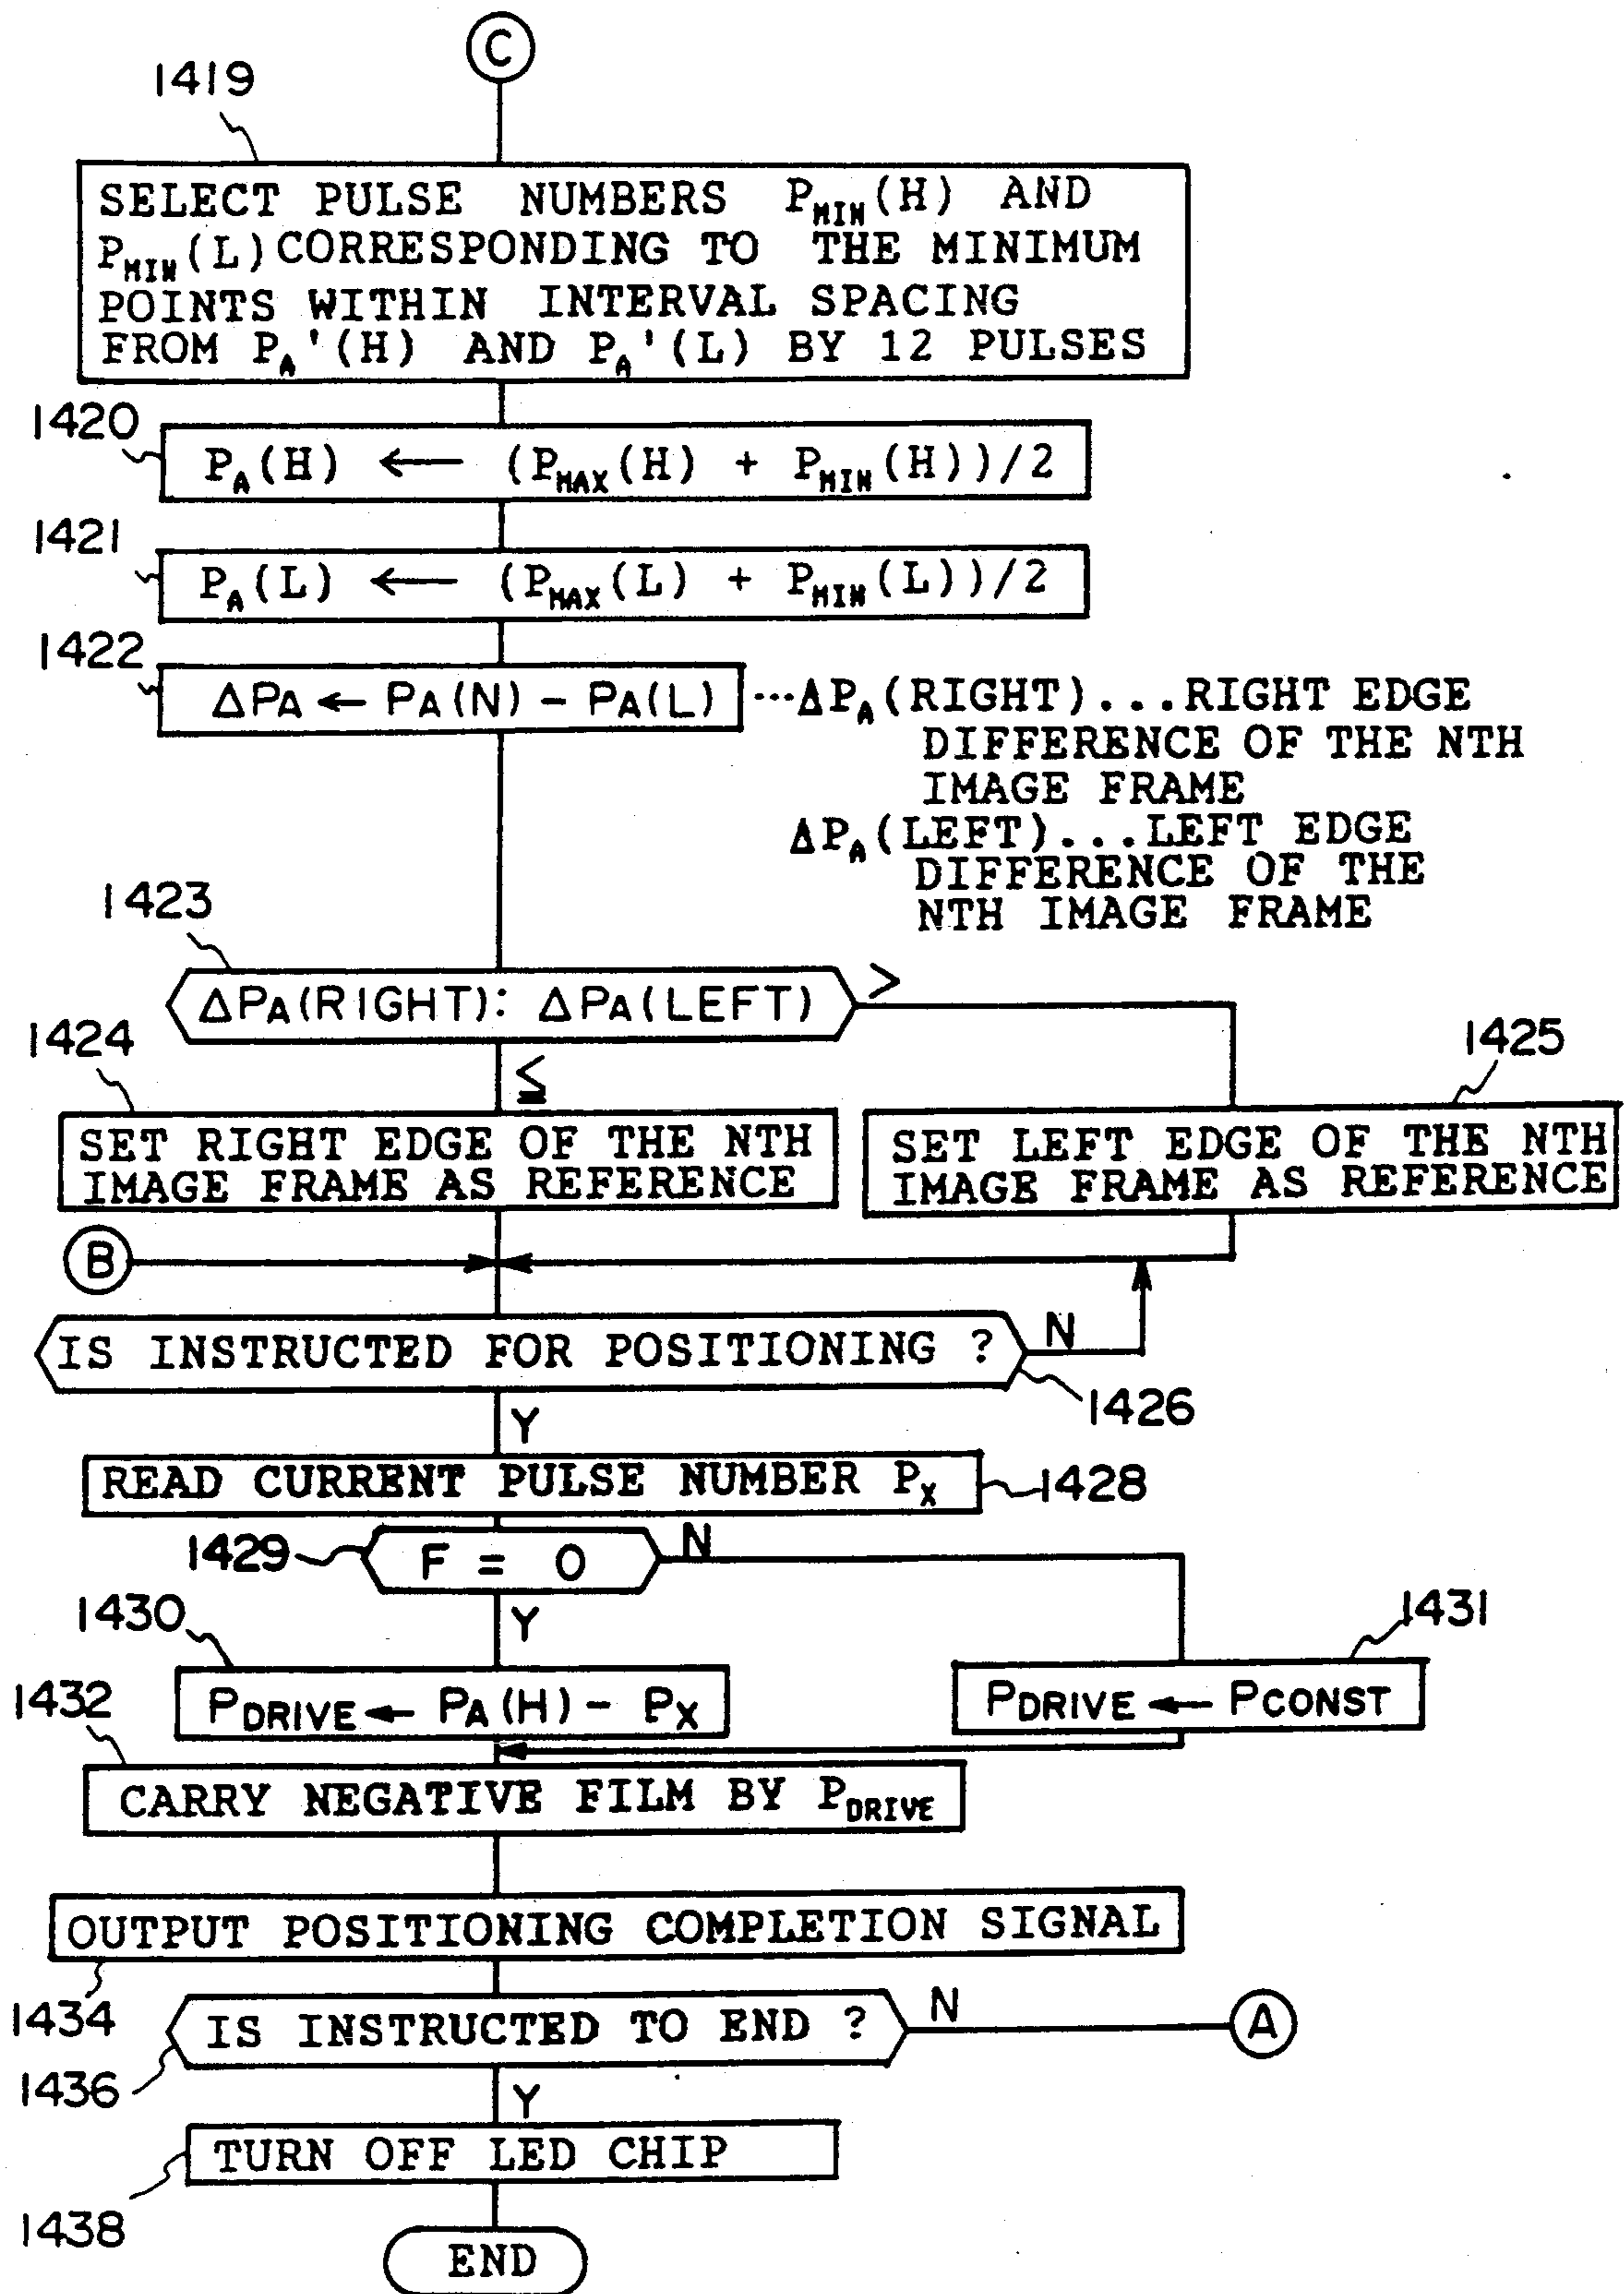 C
1419
SELECT PULSE NUMBERS PMIN(H) AND
PMIN(L) CORRESPONDING TO THE MINIMUM
POINTS WITHIN INTERVAL SPACING
FROM PA'(H) AND PA'(L) BY 12 PULSES
1420
PA(H) ← (PMAX(H) + PMIN(H))/2
1421
PA(L) ← (PMAX(L) + PMIN(L))/2
1422
ΔPA ← PA(N) - PA(L) ...ΔPA(RIGHT)...RIGHT EDGE
DIFFERENCE OF THE NTH
IMAGE FRAME
ΔPA(LEFT)...LEFT EDGE
DIFFERENCE OF THE
NTH IMAGE FRAME
1423
ΔPA(RIGHT): ΔPA(LEFT) >
≦
1424
SET RIGHT EDGE OF THE NTH
IMAGE FRAME AS REFERENCE
1425
SET LEFT EDGE OF THE NTH
IMAGE FRAME AS REFERENCE
B
IS INSTRUCTED FOR POSITIONING ? N
1426
Y
READ CURRENT PULSE NUMBER PX 1428
1429 F = 0 N
Y
1430
PDRIVE ← PA(H) - PX
1431
PDRIVE ← PCONST
1432
CARRY NEGATIVE FILM BY PDRIVE
OUTPUT POSITIONING COMPLETION SIGNAL
1434
IS INSTRUCTED TO END ? N A
1436
Y
TURN OFF LED CHIP
1438
END